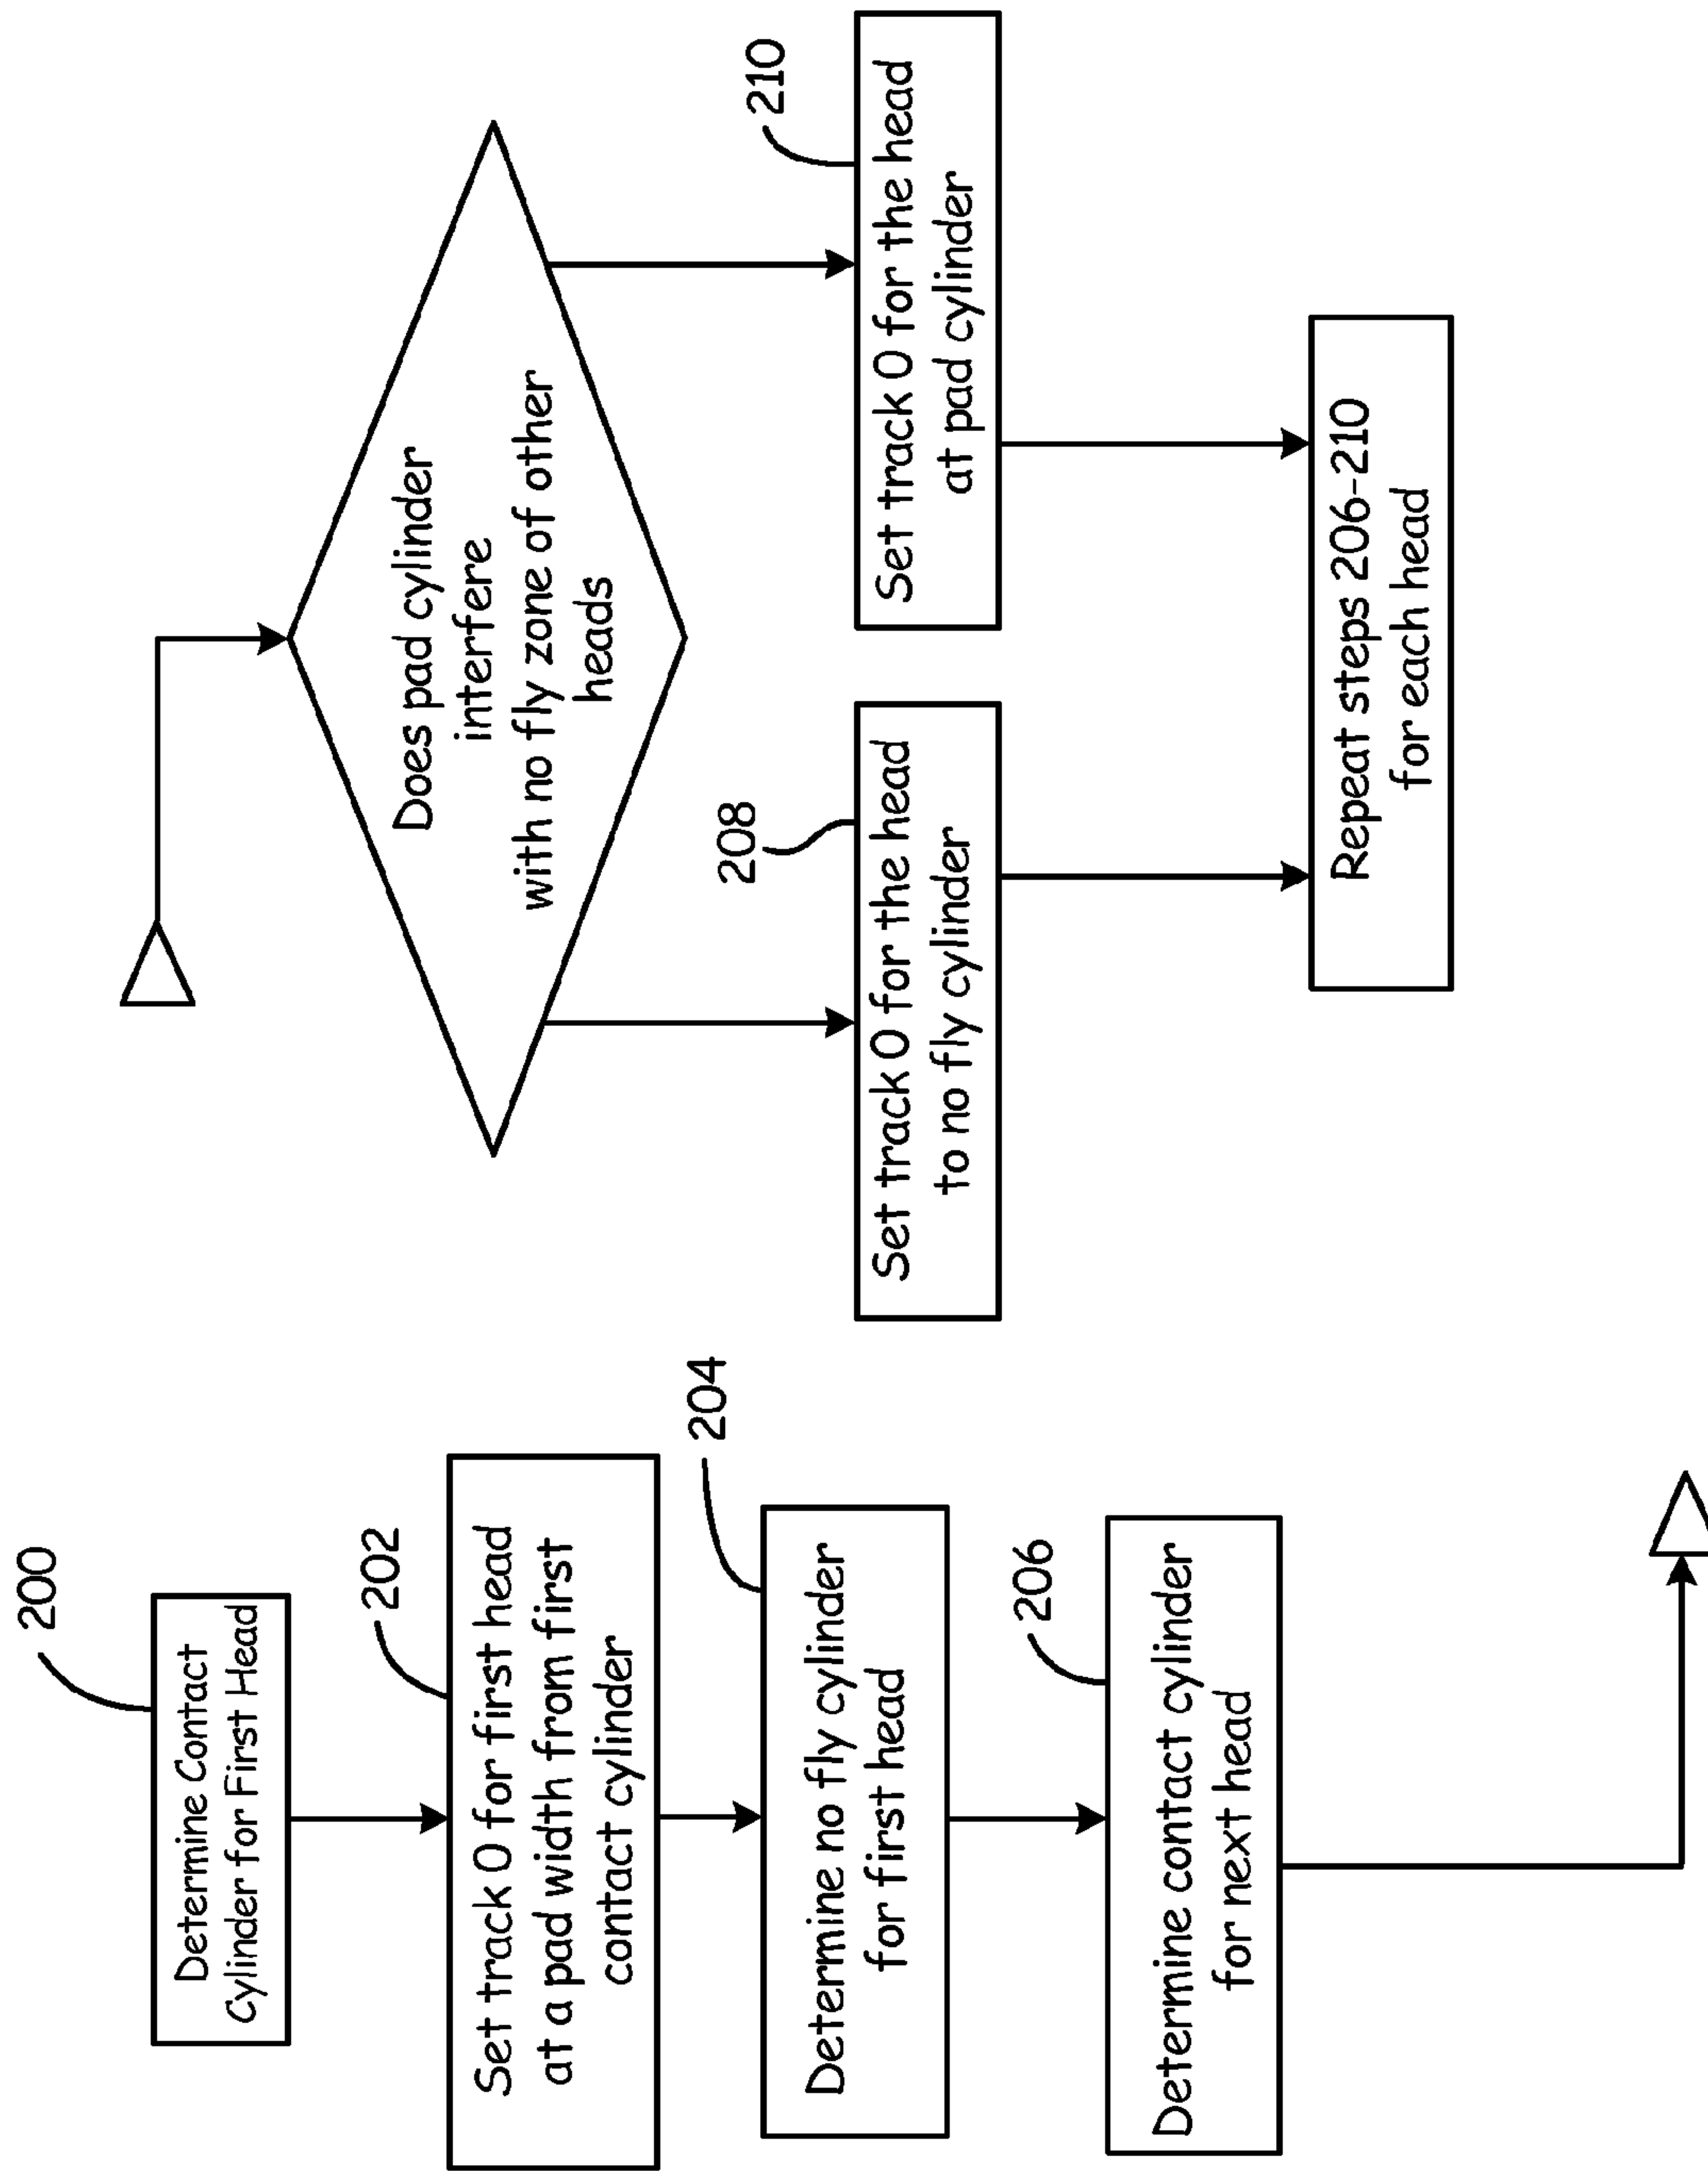 200
Determine Contact
Cylinder for First Head
202
Set track 0 for first head
at a pad width from first
contact cylinder
204
Determine no fly cylinder
for first head
206
Determine contact cylinder
for next head
Does pad cylinder
interfere
with no fly zone of other
heads
208
Set track 0 for the head
to no fly cylinder
210
Set track 0 for the head
at pad cylinder
Repeat steps 206-210
for each head